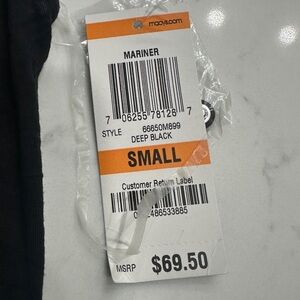 macys.com
MARINER
7 06255 78126 7
STYLE 66650M899
DEEP BLACK
SMALL
Customer Return Label
MSRP $69.50